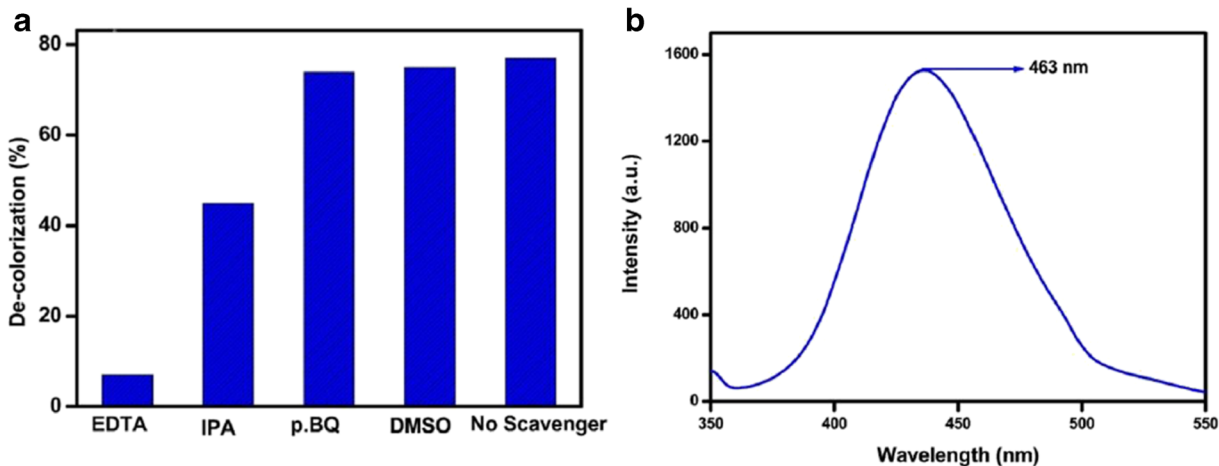 a
De-colorization (%)
80
60
40
20
0
EDTA IPA p.BQ DMSO No Scavenger
b
Intensity (a.u.)
1600
1200
800
400
0
463 nm
350 400 450 500 550
Wavelength (nm)